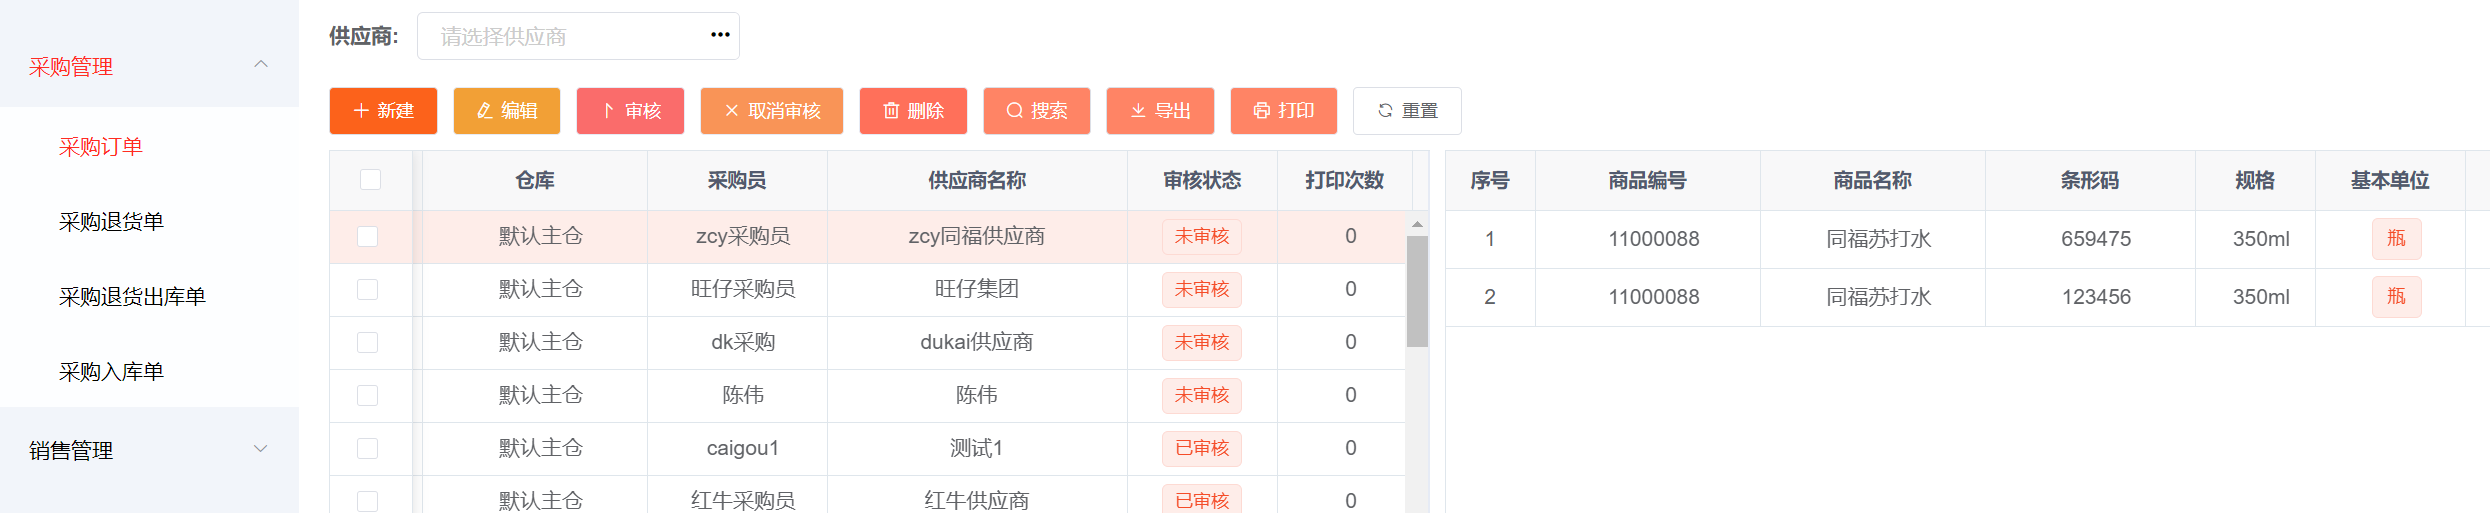 采购管理
采购订单
采购退货单
采购退货出库单
采购入库单
销售管理
供应商: 请选择供应商 •••
新建 编辑 审核 取消审核 删除 搜索 导出 打印 重置
仓库 采购员 供应商名称 审核状态 打印次数
默认主仓 zcy采购员 zcy同福供应商 未审核 0
默认主仓 旺仔采购员 旺仔集团 未审核 0
默认主仓 dk采购 dukai供应商 未审核 0
默认主仓 陈伟 陈伟 未审核 0
默认主仓 caigou1 测试1 已审核 0
默认主仓 红牛采购员 红牛供应商 已审核 0
序号 商品编号 商品名称 条形码 规格 基本单位
1 11000088 同福苏打水 659475 350ml 瓶
2 11000088 同福苏打水 123456 350ml 瓶